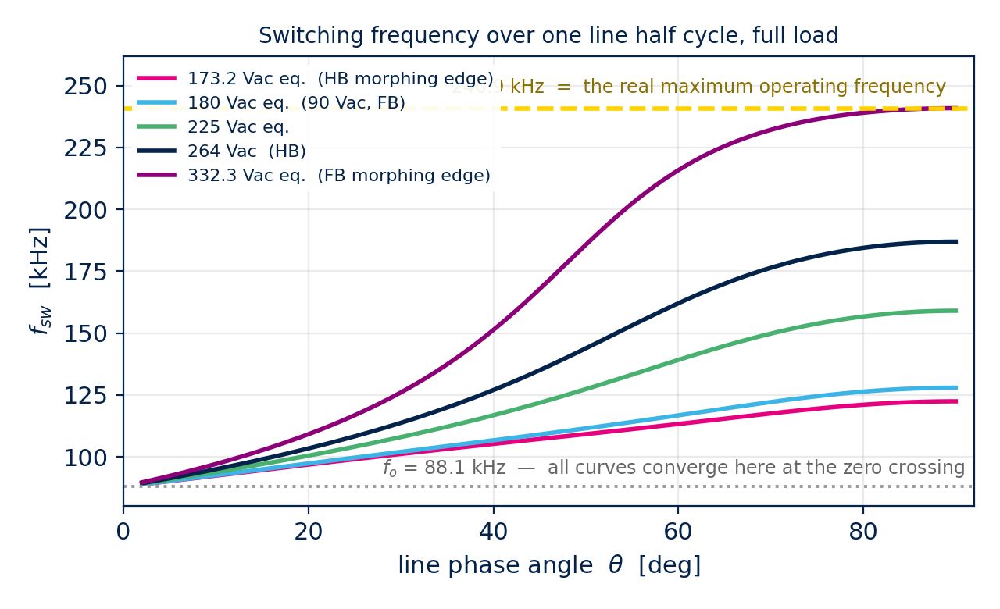 Switching frequency over one line half cycle, full load
173.2 Vac eq. (HB morphing edge)
180 Vac eq. (90 Vac, FB)
225 Vac eq.
264 Vac (HB)
332.3 Vac eq. (FB morphing edge)
kHz = the real maximum operating frequency
f_o = 88.1 kHz — all curves converge here at the zero crossing
f_sw [kHz]
250
225
200
175
150
125
100
0 20 40 60 80
line phase angle θ [deg]